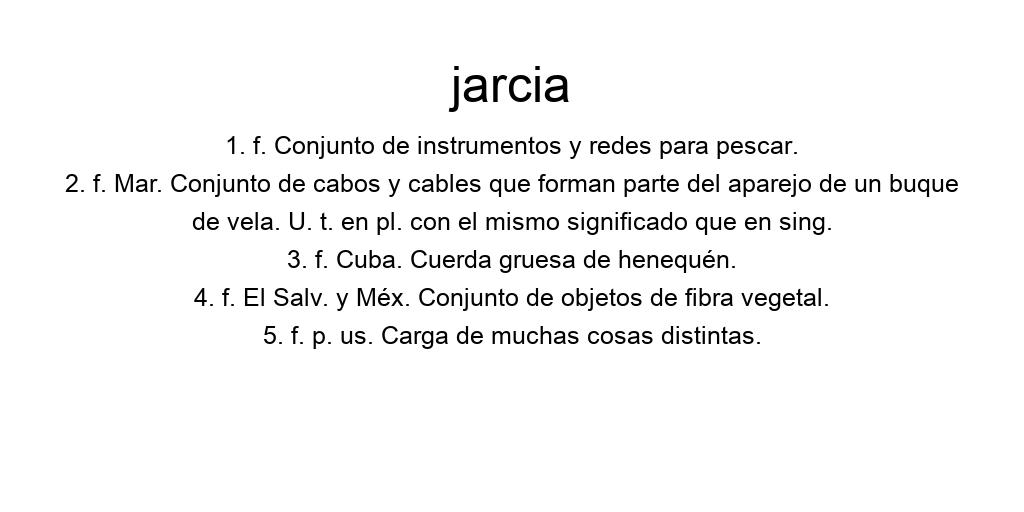 jarcia
1. f. Conjunto de instrumentos y redes para pescar.
2. f. Mar. Conjunto de cabos y cables que forman parte del aparejo de un buque
de vela. U. t. en pl. con el mismo significado que en sing.
3. f. Cuba. Cuerda gruesa de henequén.
4. f. El Salv. y Méx. Conjunto de objetos de fibra vegetal.
5. f. p. us. Carga de muchas cosas distintas.